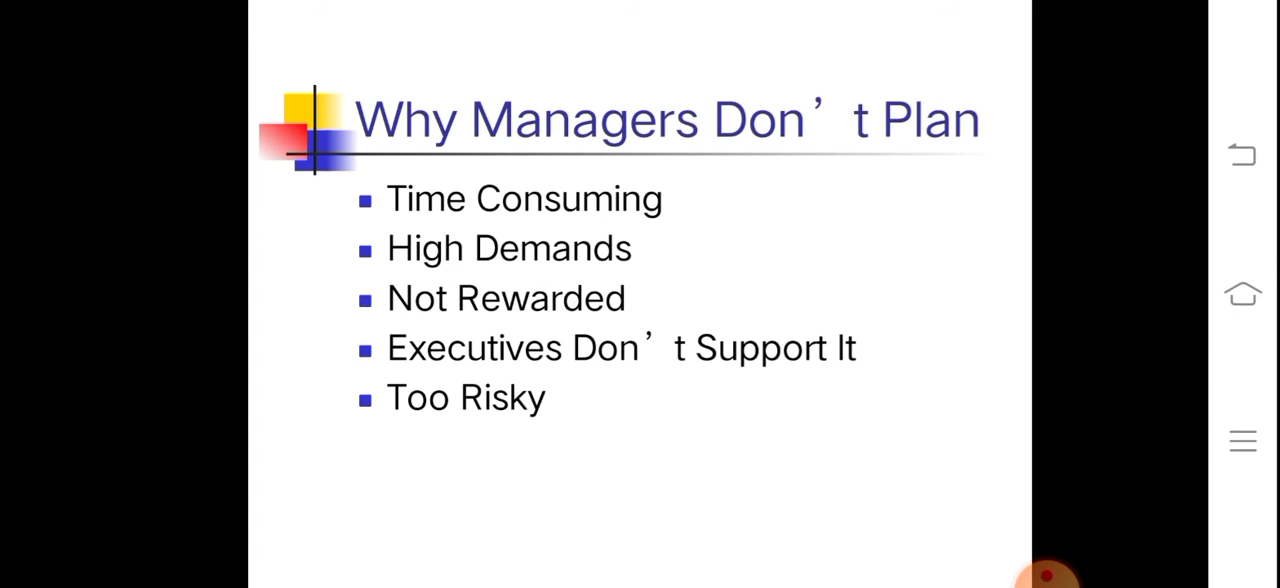 Why Managers Don’t Plan
Time Consuming
High Demands
Not Rewarded
Executives Don’t Support It
Too Risky